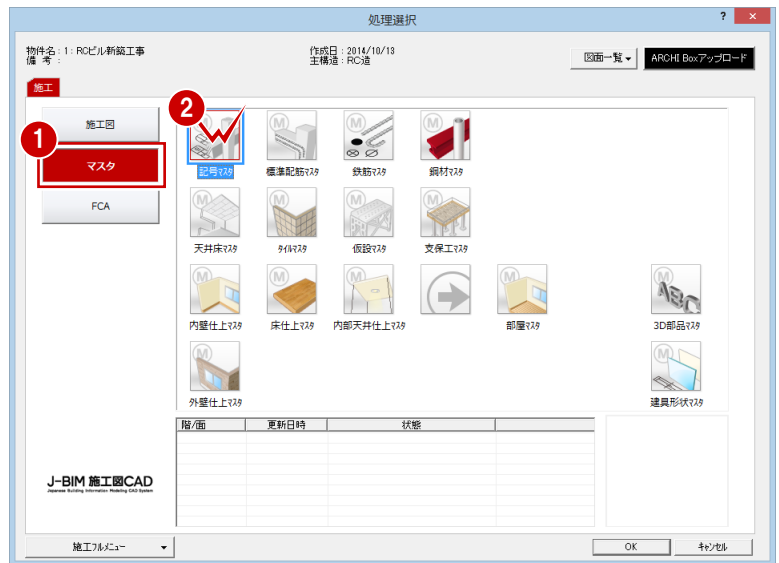 処理選択
? ×
物件名：1：RCビル新築工事
備 考 ：
作成日：2014/10/13
主構造：RC造
図面一覧
ARCHI Boxアップロード
施工
1
2
施工図
マスタ
FCA
記号マスタ
標準配筋マスタ
鉄筋マスタ
鋼材マスタ
天井床マスタ
タイルマスタ
仮設マスタ
支保工マスタ
内壁仕上マスタ
床仕上マスタ
内部天井仕上マスタ
部屋マスタ
ABC
3D部品マスタ
外壁仕上マスタ
建具形状マスタ
階/面 更新日時 状態
J-BIM 施工図CAD
Japanese Building Information Modeling CAD System
施工フルメニュー
OK
キャンセル